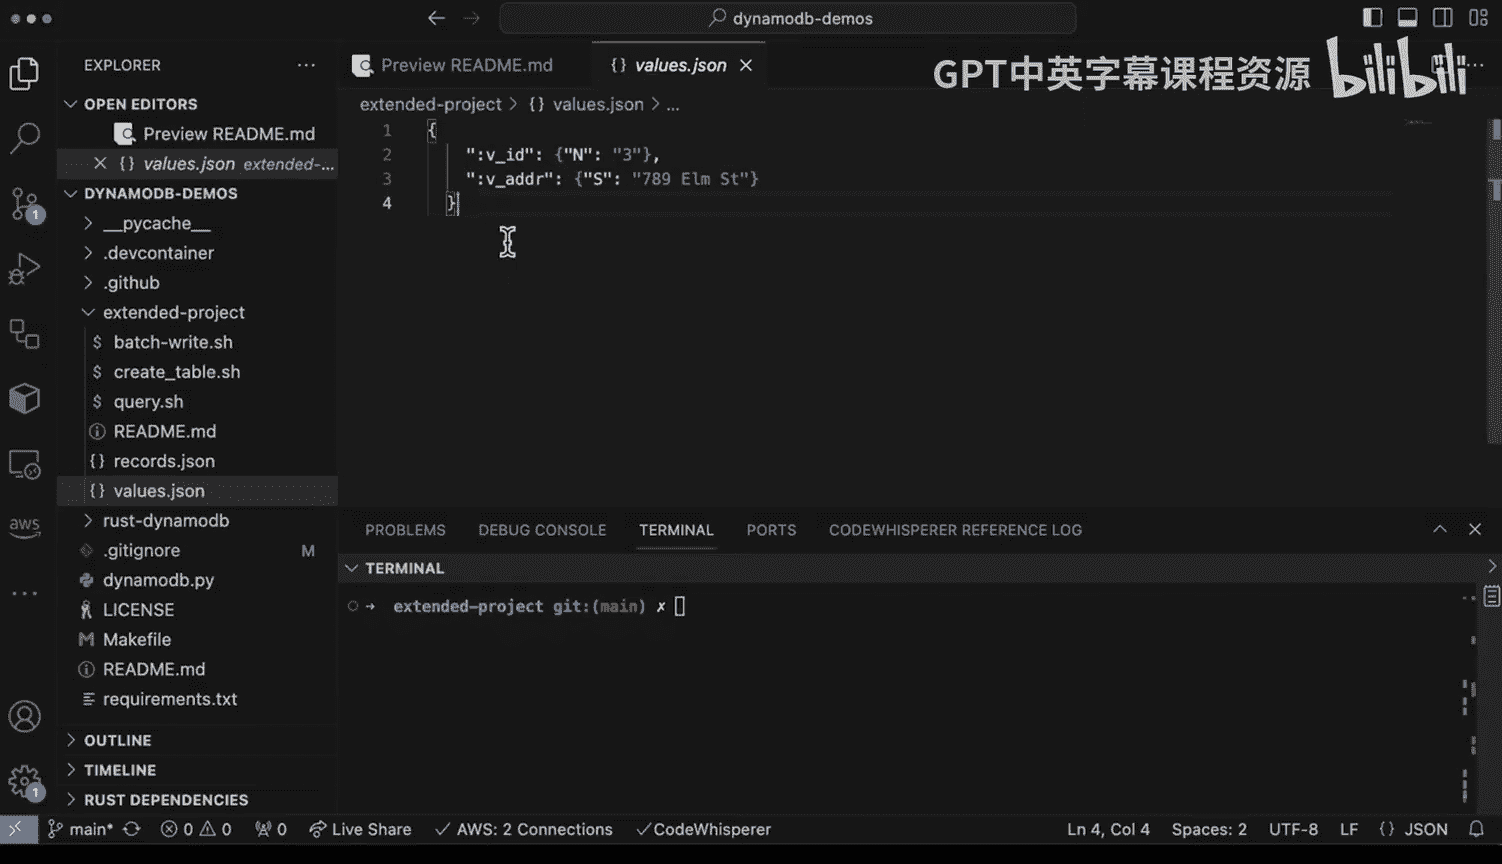 dynamodb-demos
EXPLORER
Preview README.md
values.json
GPT中英字幕课程资源 bilibili
OPEN EDITORS
Preview README.md
values.json extended-...
extended-project > {} values.json > ...
1 {
2 ":v_id": {"N": "3"},
3 ":v_addr": {"S": "789 Elm St"}
4 }
DYNAMODB-DEMOS
__pycache__
.devcontainer
.github
extended-project
$ batch-write.sh
$ create_table.sh
$ query.sh
README.md
{} records.json
{} values.json
rust-dynamodb
.gitignore M
dynamodb.py
LICENSE
Makefile
README.md
requirements.txt
OUTLINE
TIMELINE
RUST DEPENDENCIES
aws
1
1
PROBLEMS DEBUG CONSOLE TERMINAL PORTS CODEWHISPERER REFERENCE LOG
TERMINAL
→ extended-project git:(main) ✗
main* 0 0 0 Live Share AWS: 2 Connections CodeWhisperer Ln 4, Col 4 Spaces: 2 UTF-8 LF {} JSON